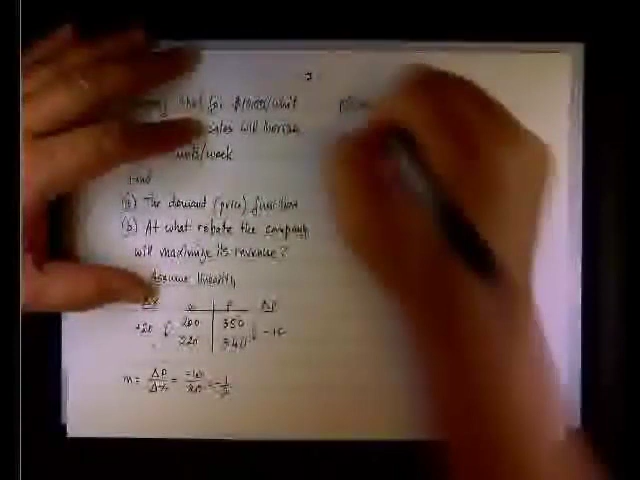 that for $10 rebate/unit
rebates will increase
units/week
Find
(a) The demand (price) function
(b) At what rebate the company
will maximize its revenue?
Assume linearity
Δx x P ΔP
+20 200 350 -10
220 340
m = ΔP/Δx = -10/20 = -1/2